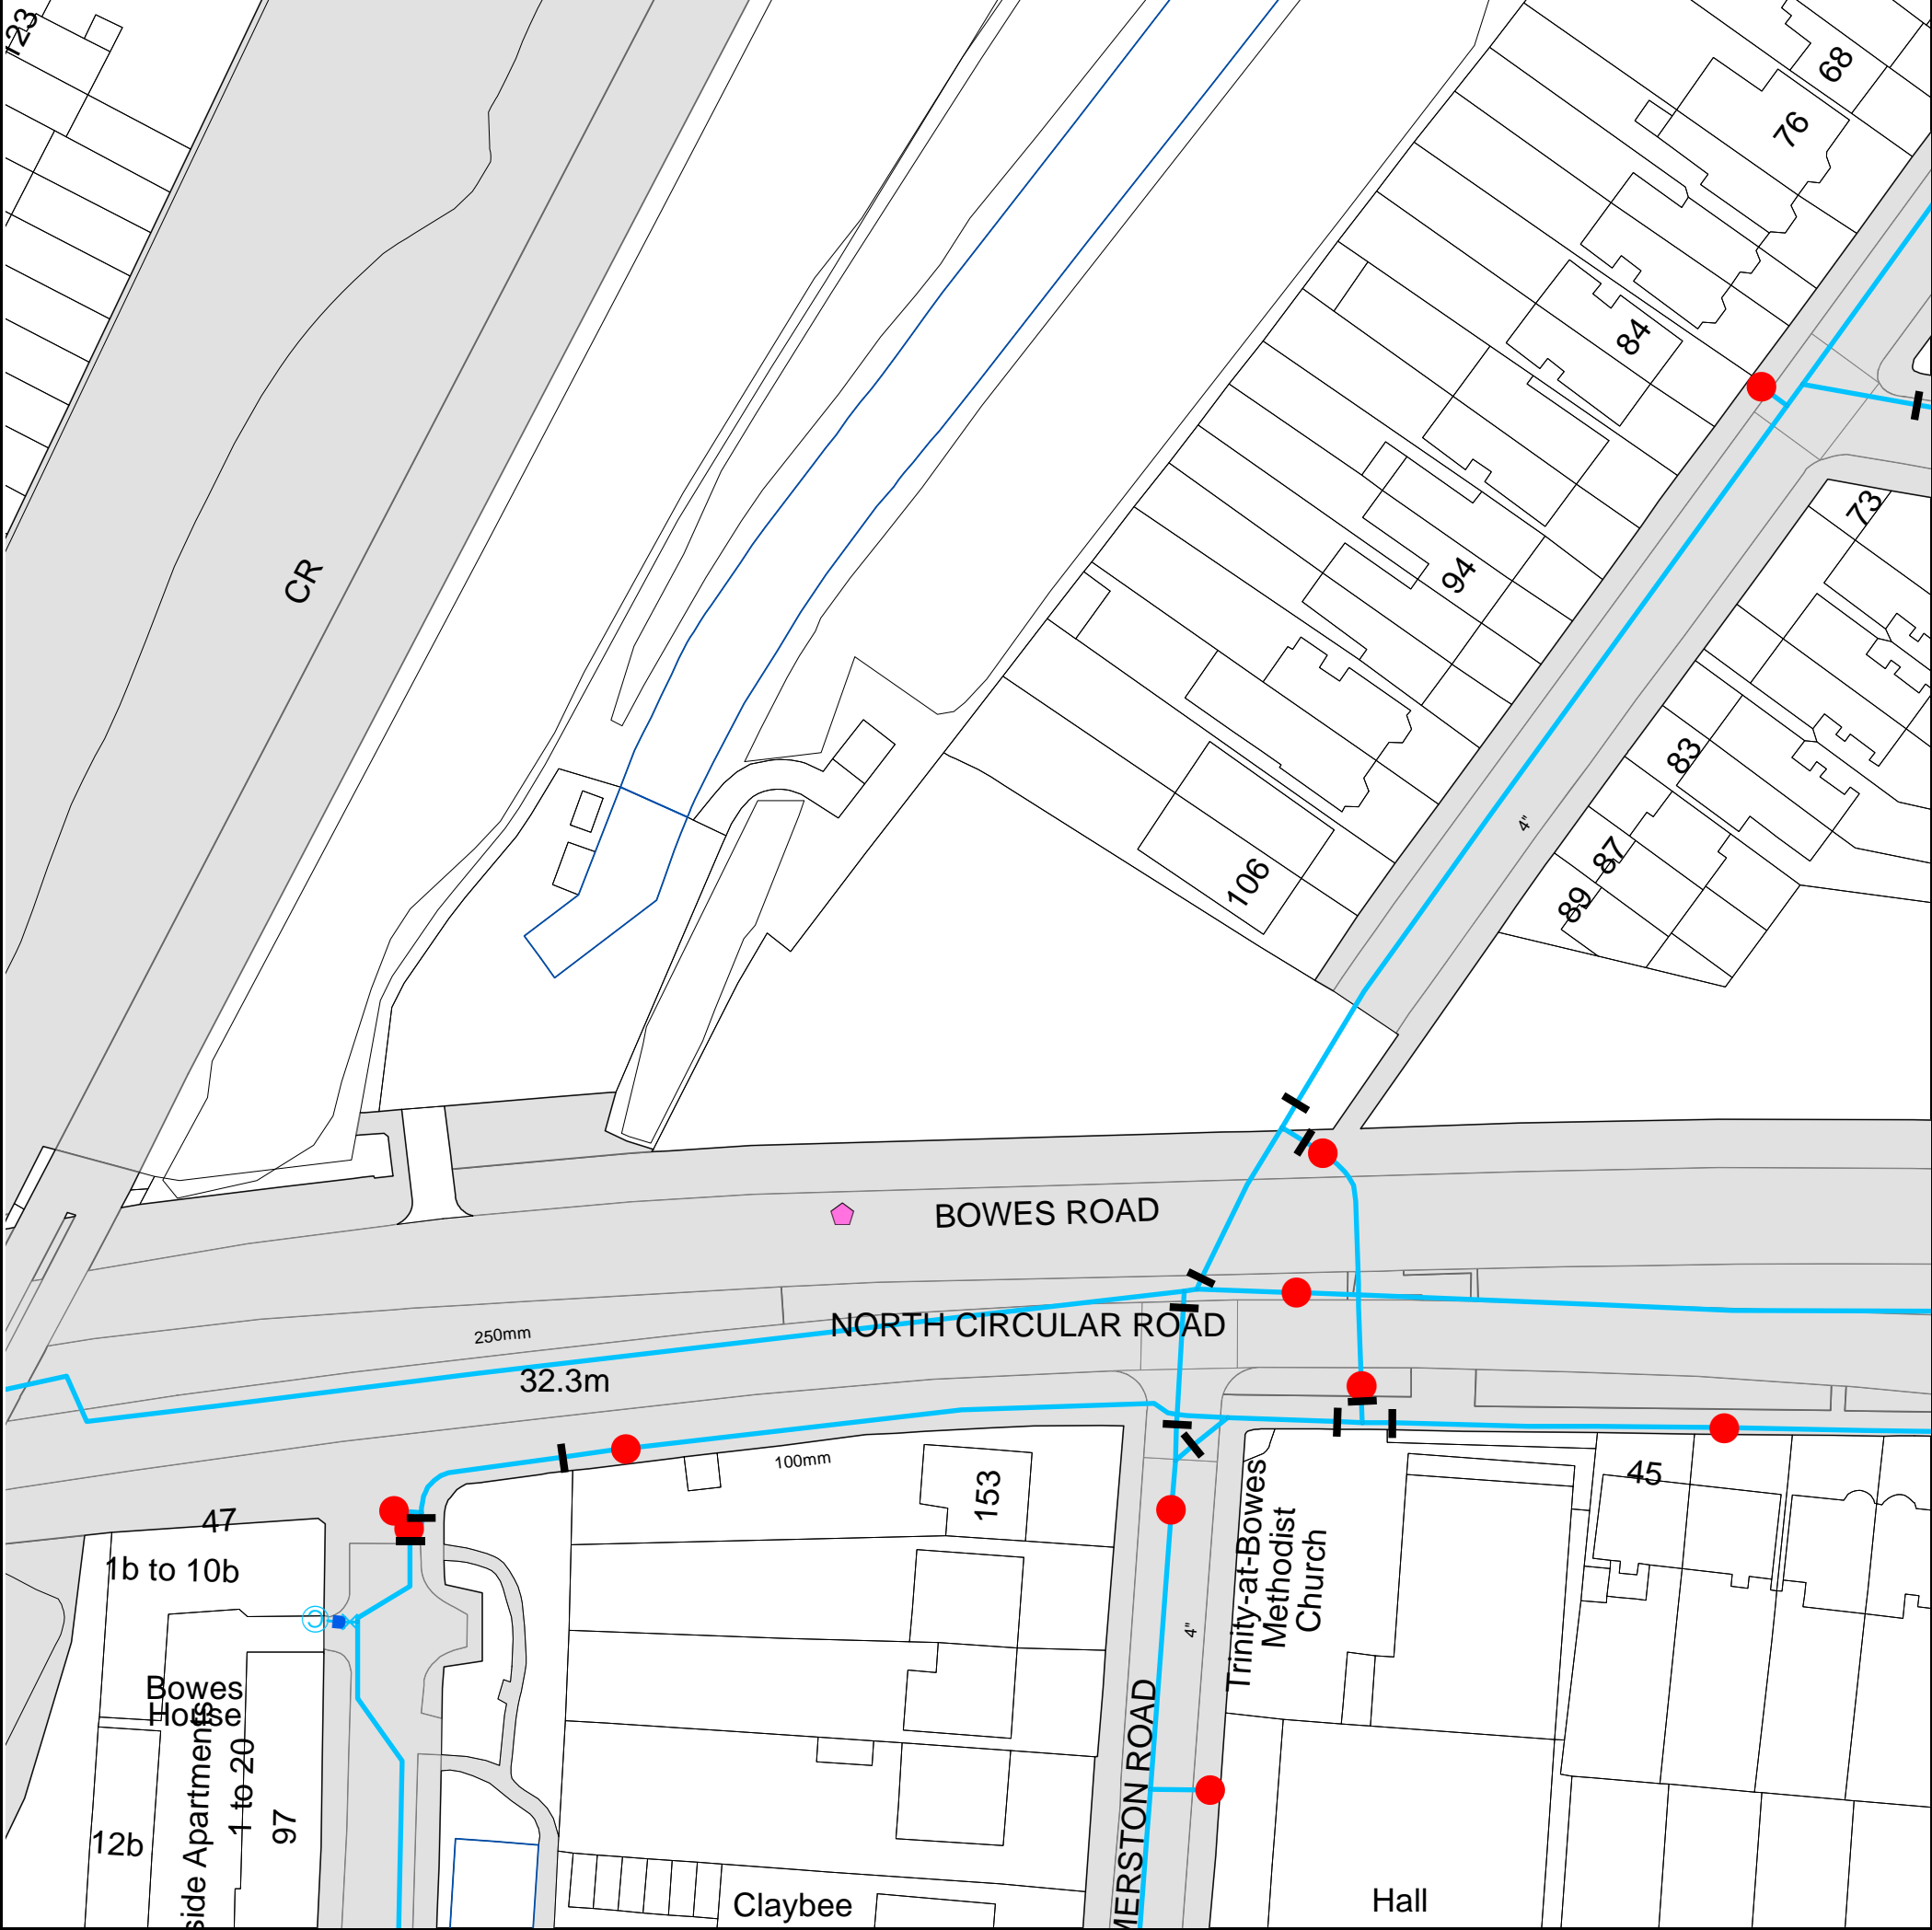 123
68
76
84
CR
73
94
83
4"
87
106
89
BOWES ROAD
NORTH CIRCULAR ROAD
250mm
32.3m
100mm
45
153
47
1b to 10b
Trinity-at-Bowes
Methodist
Church
4"
Bowes
House
side Apartments
1 to 20
97
12b
MERSTON ROAD
Claybee
Hall